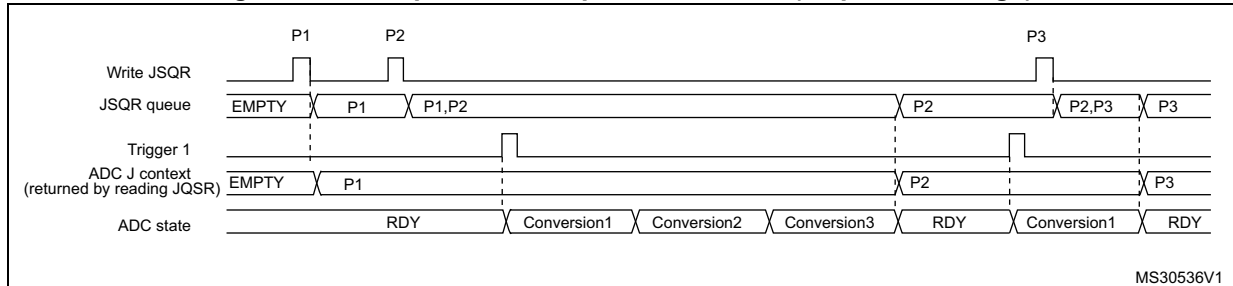 P1 P2 P3
Write JSQR
JSQR queue EMPTY P1 P1,P2 P2 P2,P3 P3
Trigger 1
ADC J context
(returned by reading JQSR) EMPTY P1 P2 P3
ADC state RDY Conversion1 Conversion2 Conversion3 RDY Conversion1 RDY
MS30536V1